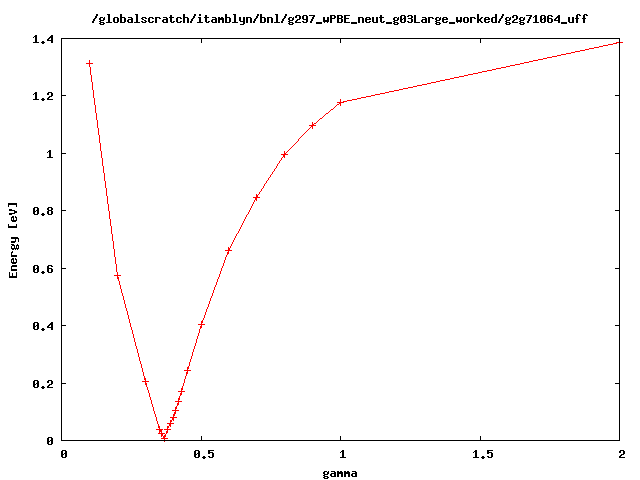 /globalscratch/itamblyn/bnl/g297_wPBE_neut_g03Large_worked/g2g71064_uff
1.4
1.2
1
0.8
0.6
0.4
0.2
0
Energy [eV]
0 0.5 1 1.5 2
gamma